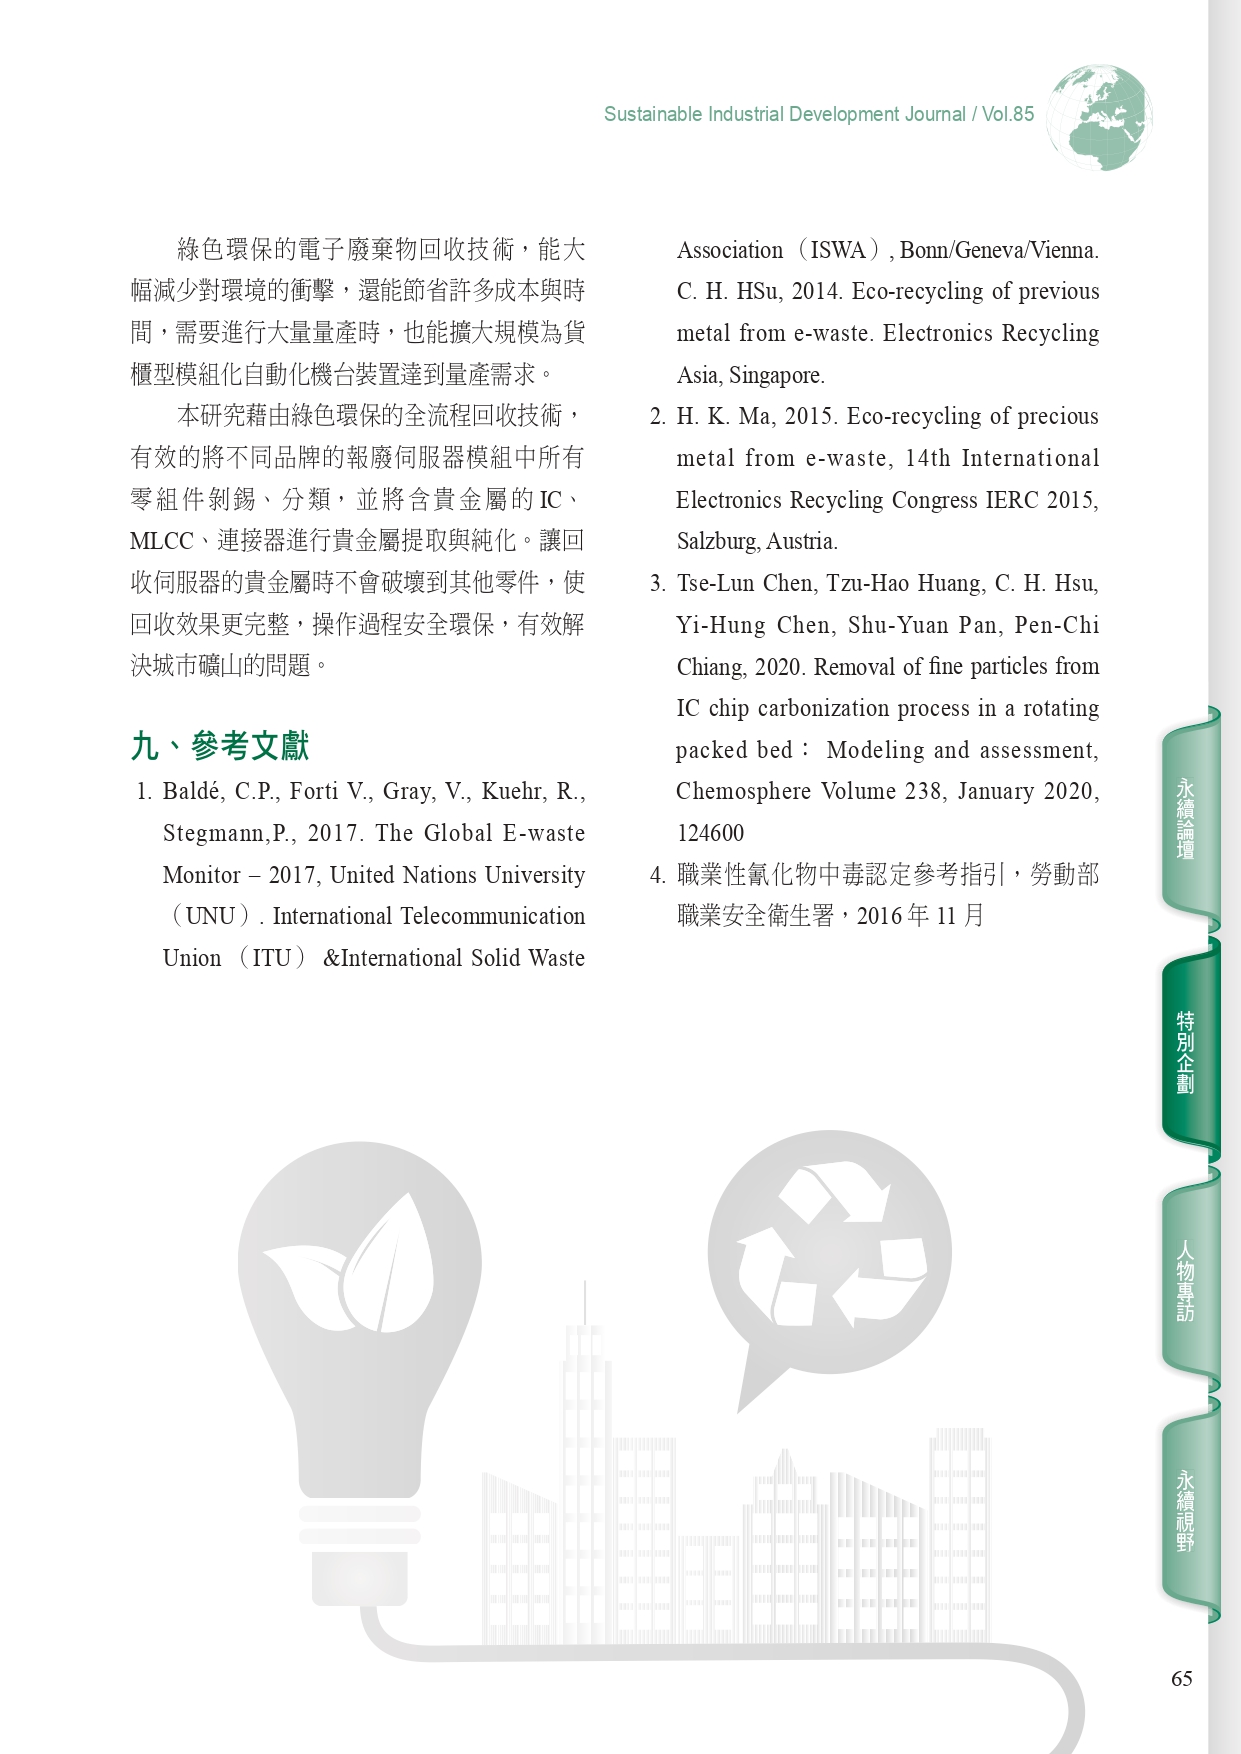 Sustainable Industrial Development Journal / Vol.85
綠色環保的電子廢棄物回收技術，能大
幅減少對環境的衝擊，還能節省許多成本與時
間，需要進行大量量產時，也能擴大規模為貨
櫃型模組化自動化機台裝置達到量產需求。
本研究藉由綠色環保的全流程回收技術，
有效的將不同品牌的報廢伺服器模組中所有
零組件剝錫、分類，並將含貴金屬的 IC、
MLCC、連接器進行貴金屬提取與純化。讓回
收伺服器的貴金屬時不會破壞到其他零件，使
回收效果更完整，操作過程安全環保，有效解
決城市礦山的問題。
九、參考文獻
1. Baldé, C.P., Forti V., Gray, V., Kuehr, R.,
Stegmann,P., 2017. The Global E-waste
Monitor – 2017, United Nations University
（UNU）. International Telecommunication
Union （ITU） &International Solid Waste
Association （ISWA）, Bonn/Geneva/Vienna.
C. H. HSu, 2014. Eco-recycling of previous
metal from e-waste. Electronics Recycling
Asia, Singapore.
2. H. K. Ma, 2015. Eco-recycling of precious
metal from e-waste, 14th International
Electronics Recycling Congress IERC 2015,
Salzburg, Austria.
3. Tse-Lun Chen, Tzu-Hao Huang, C. H. Hsu,
Yi-Hung Chen, Shu-Yuan Pan, Pen-Chi
Chiang, 2020. Removal of fine particles from
IC chip carbonization process in a rotating
packed bed： Modeling and assessment,
Chemosphere Volume 238, January 2020,
124600
4. 職業性氰化物中毒認定參考指引，勞動部
職業安全衛生署，2016 年 11 月
永續論壇
特別企劃
人物專訪
永續視野
65